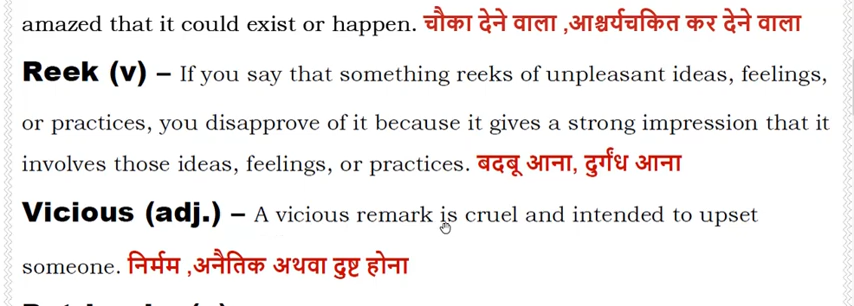 amazed that it could exist or happen. चौका देने वाला ,आश्चर्यचकित कर देने वाला
Reek (v) – If you say that something reeks of unpleasant ideas, feelings,
or practices, you disapprove of it because it gives a strong impression that it
involves those ideas, feelings, or practices. बदबू आना, दुर्गंध आना
Vicious (adj.) – A vicious remark is cruel and intended to upset
someone. निर्मम ,अनैतिक अथवा दुष्ट होना